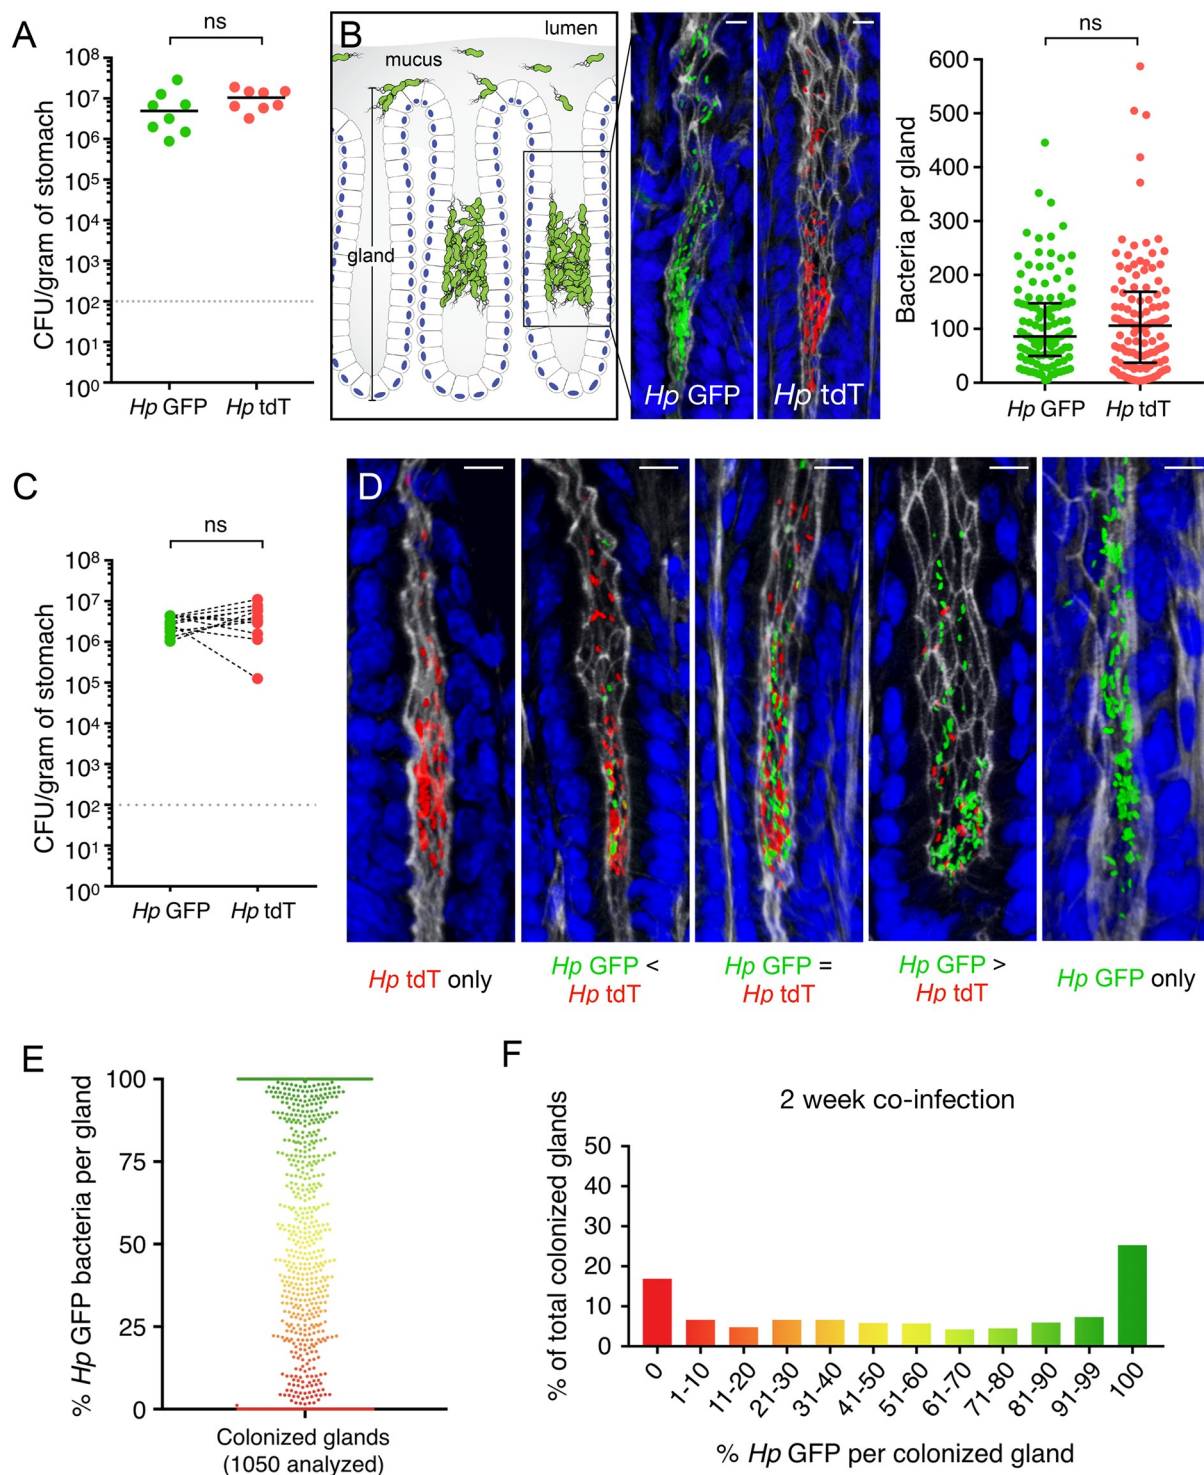 A
ns
CFU/gram of stomach
10⁸
10⁷
10⁶
10⁵
10⁴
10³
10²
10¹
10⁰
Hp GFP
Hp tdT
B
lumen
mucus
gland
Hp GFP
Hp tdT
ns
Bacteria per gland
600
500
400
300
200
100
0
Hp GFP
Hp tdT
C
ns
CFU/gram of stomach
10⁸
10⁷
10⁶
10⁵
10⁴
10³
10²
10¹
10⁰
Hp GFP
Hp tdT
D
Hp tdT only
Hp GFP <
Hp tdT
Hp GFP =
Hp tdT
Hp GFP >
Hp tdT
Hp GFP only
E
% Hp GFP bacteria per gland
100
75
50
25
0
Colonized glands
(1050 analyzed)
F
2 week co-infection
% of total colonized glands
50
40
30
20
10
0
0
1-10
11-20
21-30
31-40
41-50
51-60
61-70
71-80
81-90
91-99
100
% Hp GFP per colonized gland